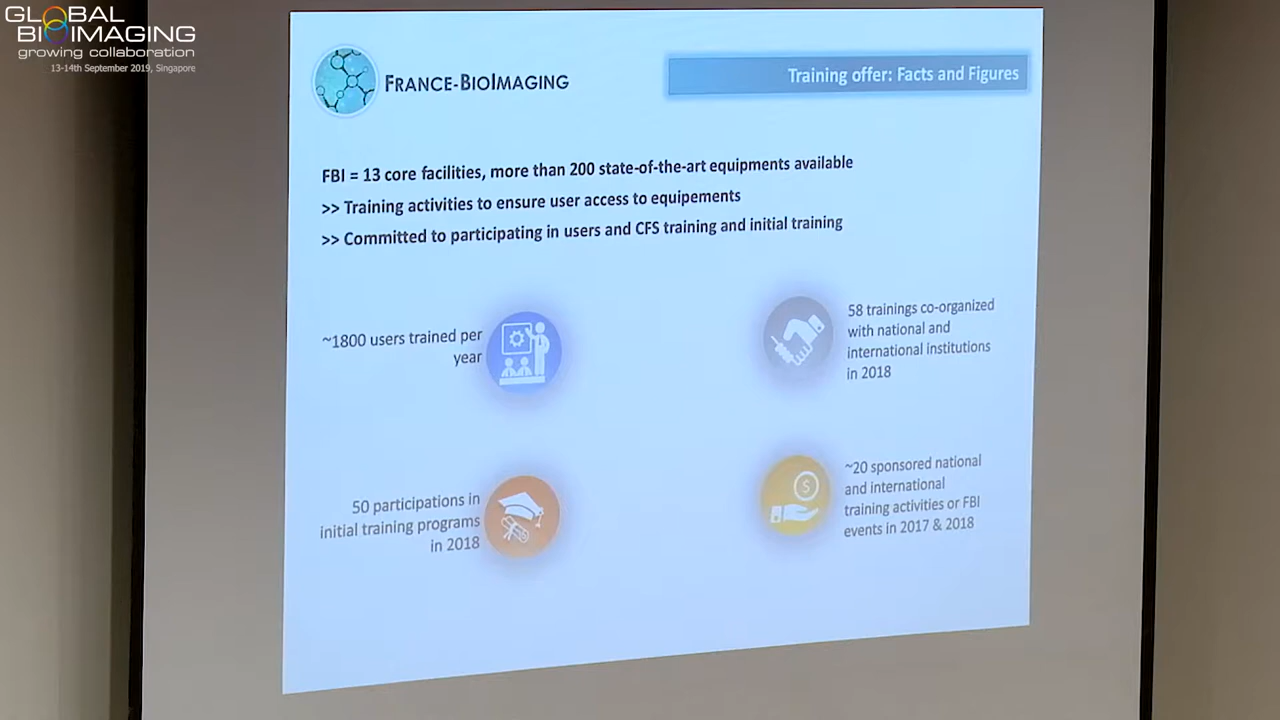 GLOBAL
BIOIMAGING
growing collaboration
13-14th September 2019, Singapore
FRANCE-BIOIMAGING
Training offer: Facts and Figures
FBI = 13 core facilities, more than 200 state-of-the-art equipments available
>> Training activities to ensure user access to equipements
>> Committed to participating in users and CFS training and initial training
~1800 users trained per
year
58 trainings co-organized
with national and
international institutions
in 2018
50 participations in
initial training programs
in 2018
~20 sponsored national
and international
training activities or FBI
events in 2017 & 2018